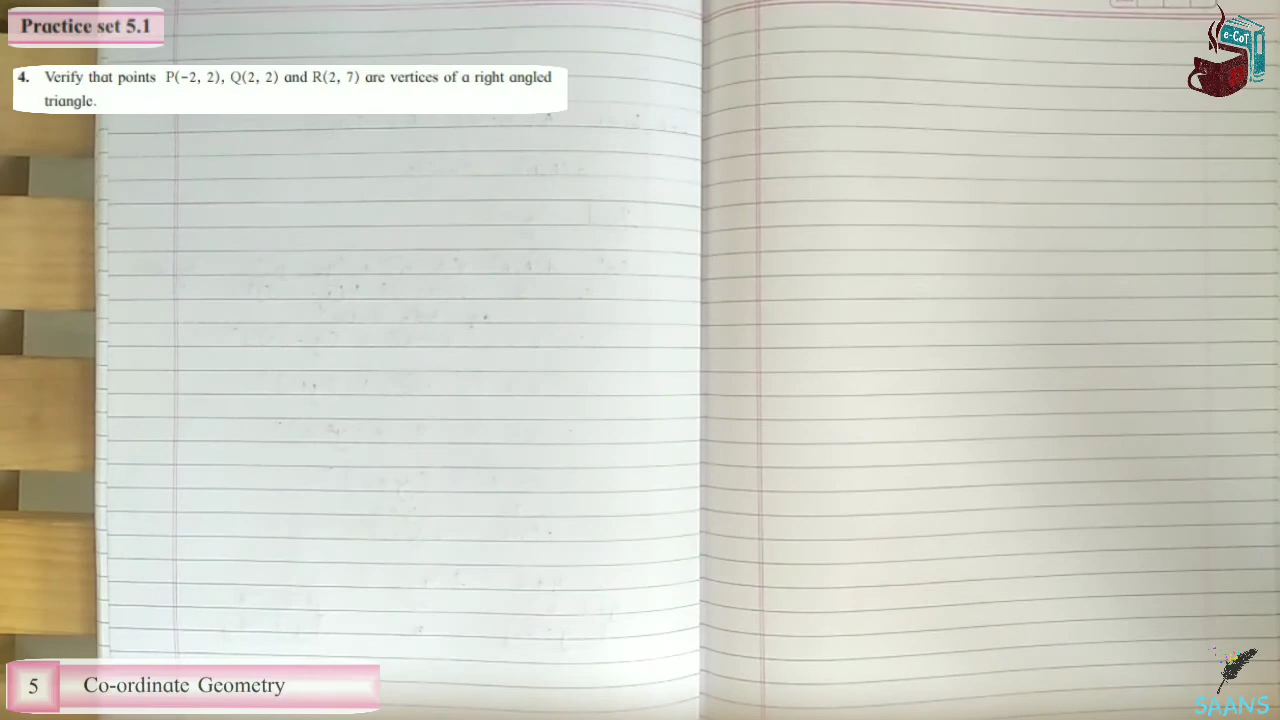 Practice set 5.1
4. Verify that points P(−2, 2), Q(2, 2) and R(2, 7) are vertices of a right angled
triangle.
e-CoT
5 Co-ordinate Geometry
SAANS